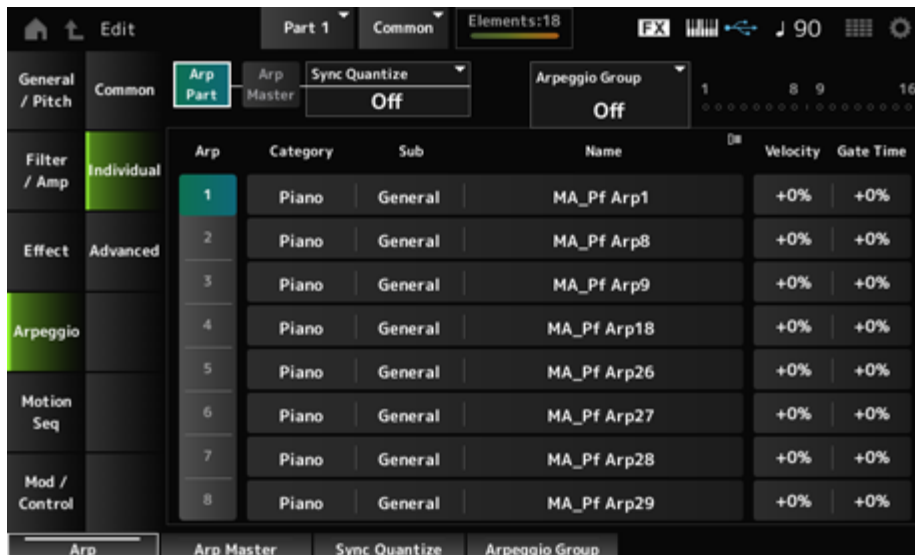 Edit
Part 1
Common
Elements:18
FX
♩ 90
General
/ Pitch
Filter
/ Amp
Effect
Arpeggio
Motion
Seq
Mod /
Control
Common
Individual
Advanced
Arp
Part
Arp
Master
Sync Quantize
Off
Arpeggio Group
Off
1 8 9 16
Arp Category Sub Name Velocity Gate Time
1 Piano General MA_Pf Arp1 +0% +0%
2 Piano General MA_Pf Arp8 +0% +0%
3 Piano General MA_Pf Arp9 +0% +0%
4 Piano General MA_Pf Arp18 +0% +0%
5 Piano General MA_Pf Arp26 +0% +0%
6 Piano General MA_Pf Arp27 +0% +0%
7 Piano General MA_Pf Arp28 +0% +0%
8 Piano General MA_Pf Arp29 +0% +0%
Arp Arp Master Sync Quantize Arpeggio Group